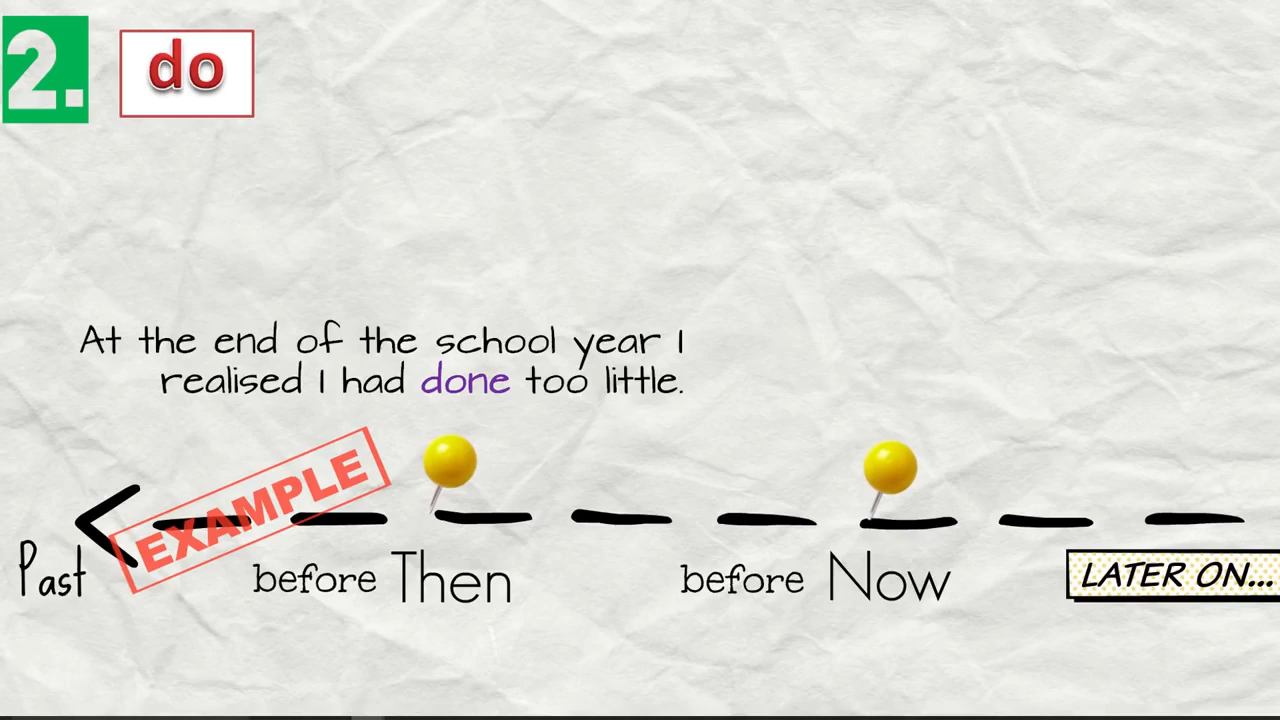 2.
do
At the end of the school year I
realised I had done too little.
EXAMPLE
Past
before Then
before Now
LATER ON...